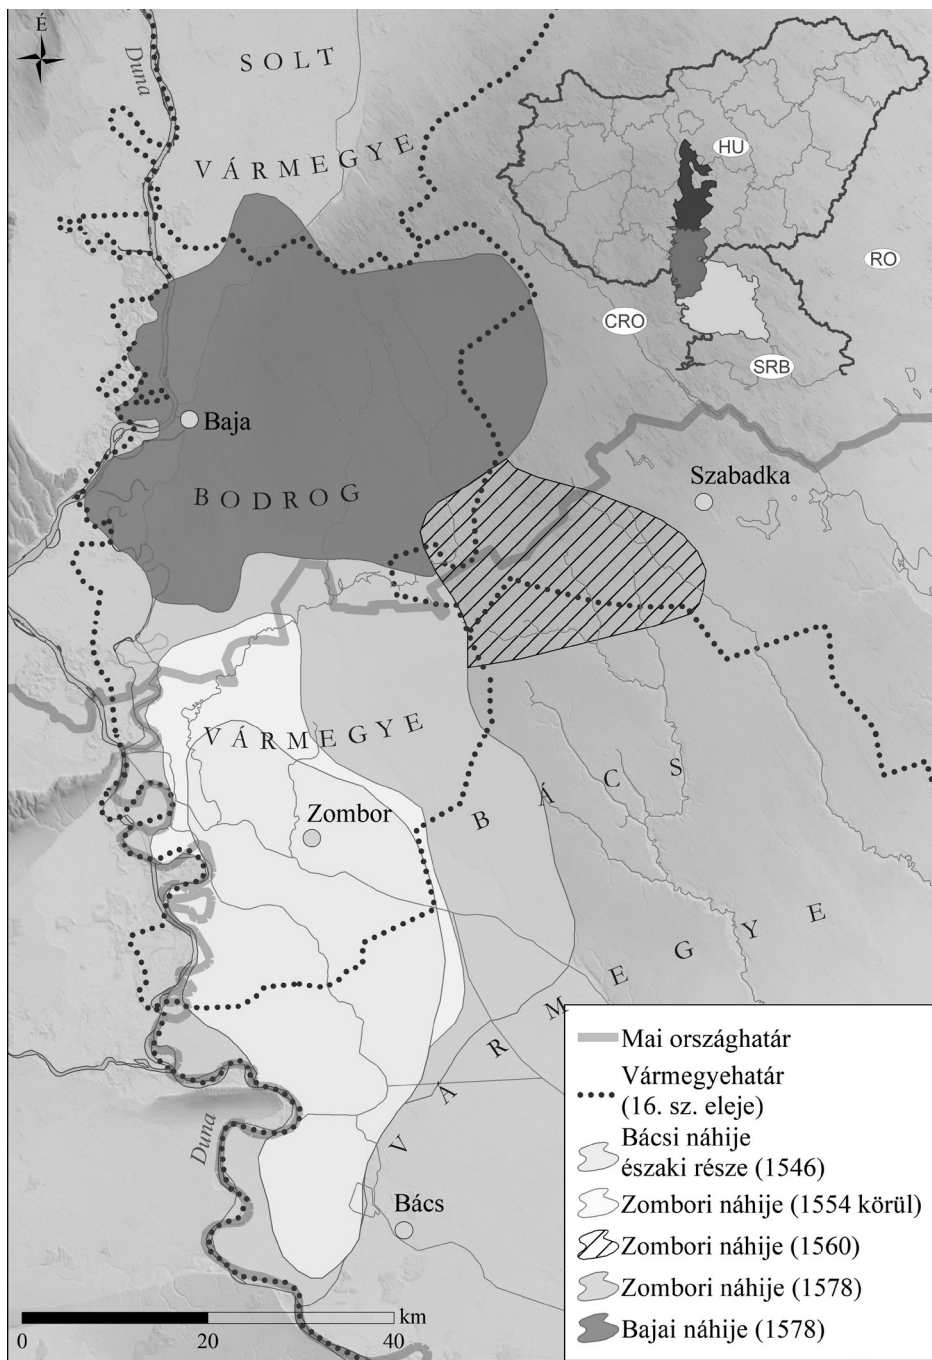 É
Duna
SOLT
VÁRMEGYE
HU
RO
CRO
SRB
Baja
Szabadka
BODROG
VÁRMEGYE
BÁCS
Zombor
VÁRMEGYE
Duna
Bács
Mai országhatár
Vármegyehatár
(16. sz. eleje)
Bácsi náhije
északi része (1546)
Zombori náhije (1554 körül)
Zombori náhije (1560)
Zombori náhije (1578)
Bajai náhije (1578)
km
0 20 40